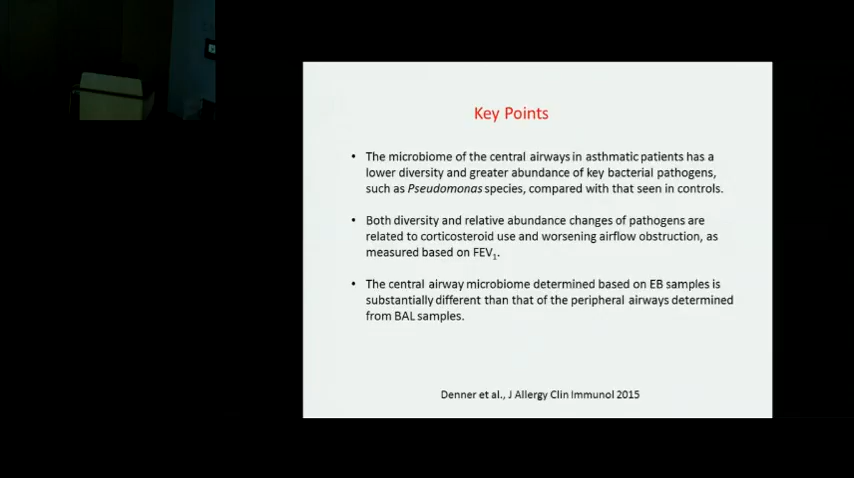 Key Points
• The microbiome of the central airways in asthmatic patients has a
lower diversity and greater abundance of key bacterial pathogens,
such as Pseudomonas species, compared with that seen in controls.
• Both diversity and relative abundance changes of pathogens are
related to corticosteroid use and worsening airflow obstruction, as
measured based on FEV1.
• The central airway microbiome determined based on EB samples is
substantially different than that of the peripheral airways determined
from BAL samples.
Denner et al., J Allergy Clin Immunol 2015